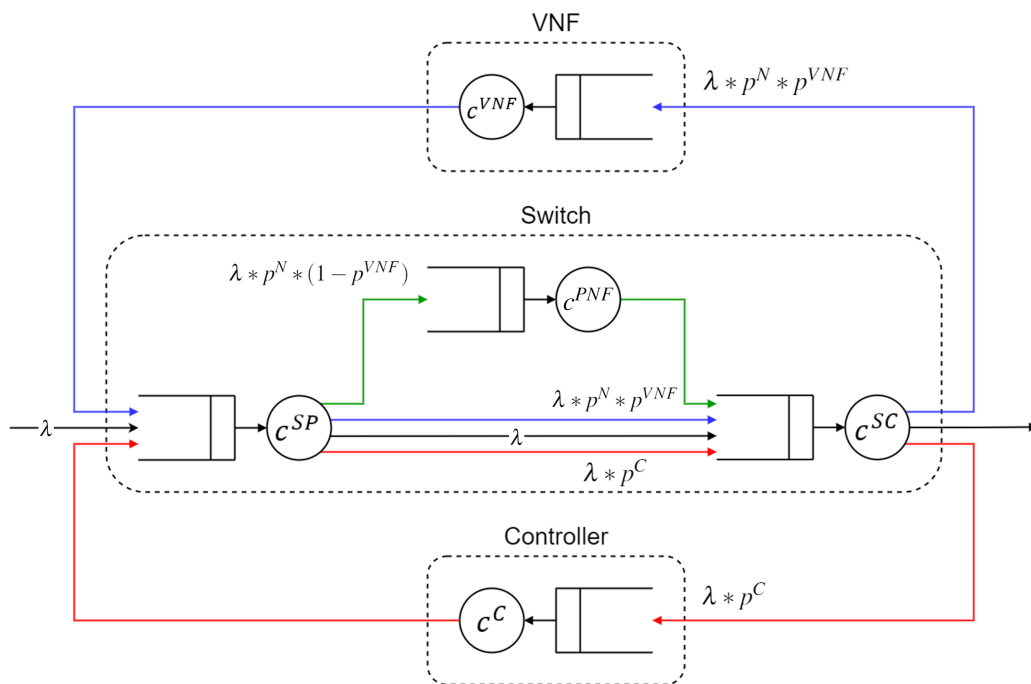 VNF
c^{VNF}
λ * p^N * p^{VNF}
Switch
λ * p^N * (1 − p^{VNF})
c^{PNF}
λ * p^N * p^{VNF}
λ
c^{SP}
λ
c^{SC}
λ * p^C
Controller
c^C
λ * p^C